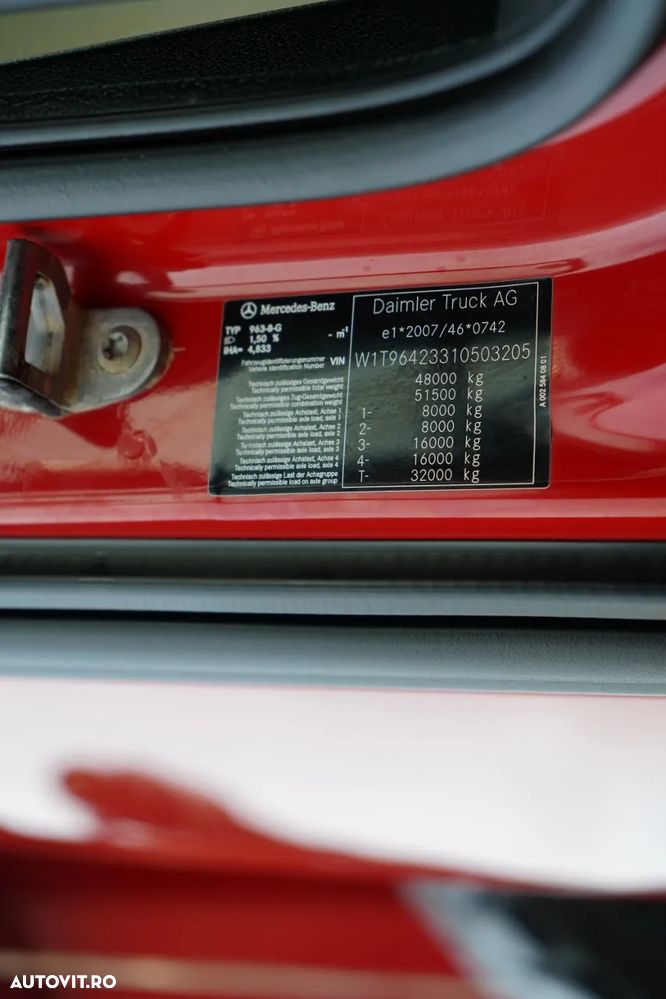 Mercedes-Benz
Daimler Truck AG
TYP 963-8-G - m-1
1,50 %
iHA= 4,833
e1*2007/46*0742
Fahrzeugidentifizierungsnummer
Vehicle Identification Number
VIN
W1T96423310503205
Technisch zulässiges Gesamtgewicht
Technically permissible total weight
48000 kg
Technisch zulässiges Zug-Gesamtgewicht
Technically permissible combination weight
51500 kg
Technisch zulässige Achslast, Achse 1
Technically permissible axle load, axle 1
1- 8000 kg
Technisch zulässige Achslast, Achse 2
Technically permissible axle load, axle 2
2- 8000 kg
Technisch zulässige Achslast, Achse 3
Technically permissible axle load, axle 3
3- 16000 kg
Technisch zulässige Achslast, Achse 4
Technically permissible axle load, axle 4
4- 16000 kg
Technisch zulässige Last der Achsgruppe
Technically permissible load on axle group
T- 32000 kg
A 002 584 08 01
AUTOVIT.RO